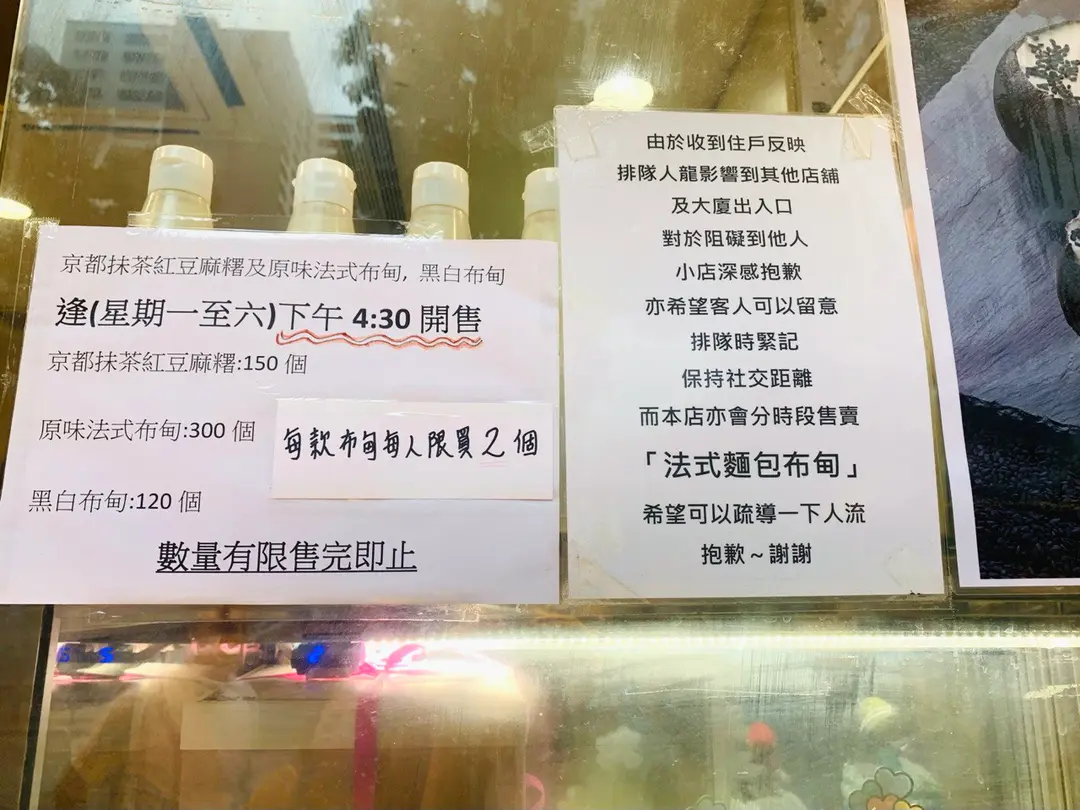 京都抹茶紅豆麻糬及原味法式布甸, 黑白布甸
逢(星期一至六)下午 4:30 開售
京都抹茶紅豆麻糬:150 個
原味法式布甸:300 個
每款布甸每人限買 2 個
黑白布甸:120 個
數量有限售完即止
由於收到住戶反映
排隊人龍影響到其他店舖
及大廈出入口
對於阻礙到他人
小店深感抱歉
亦希望客人可以留意
排隊時緊記
保持社交距離
而本店亦會分時段售賣
「法式麵包布甸」
希望可以疏導一下人流
抱歉~謝謝